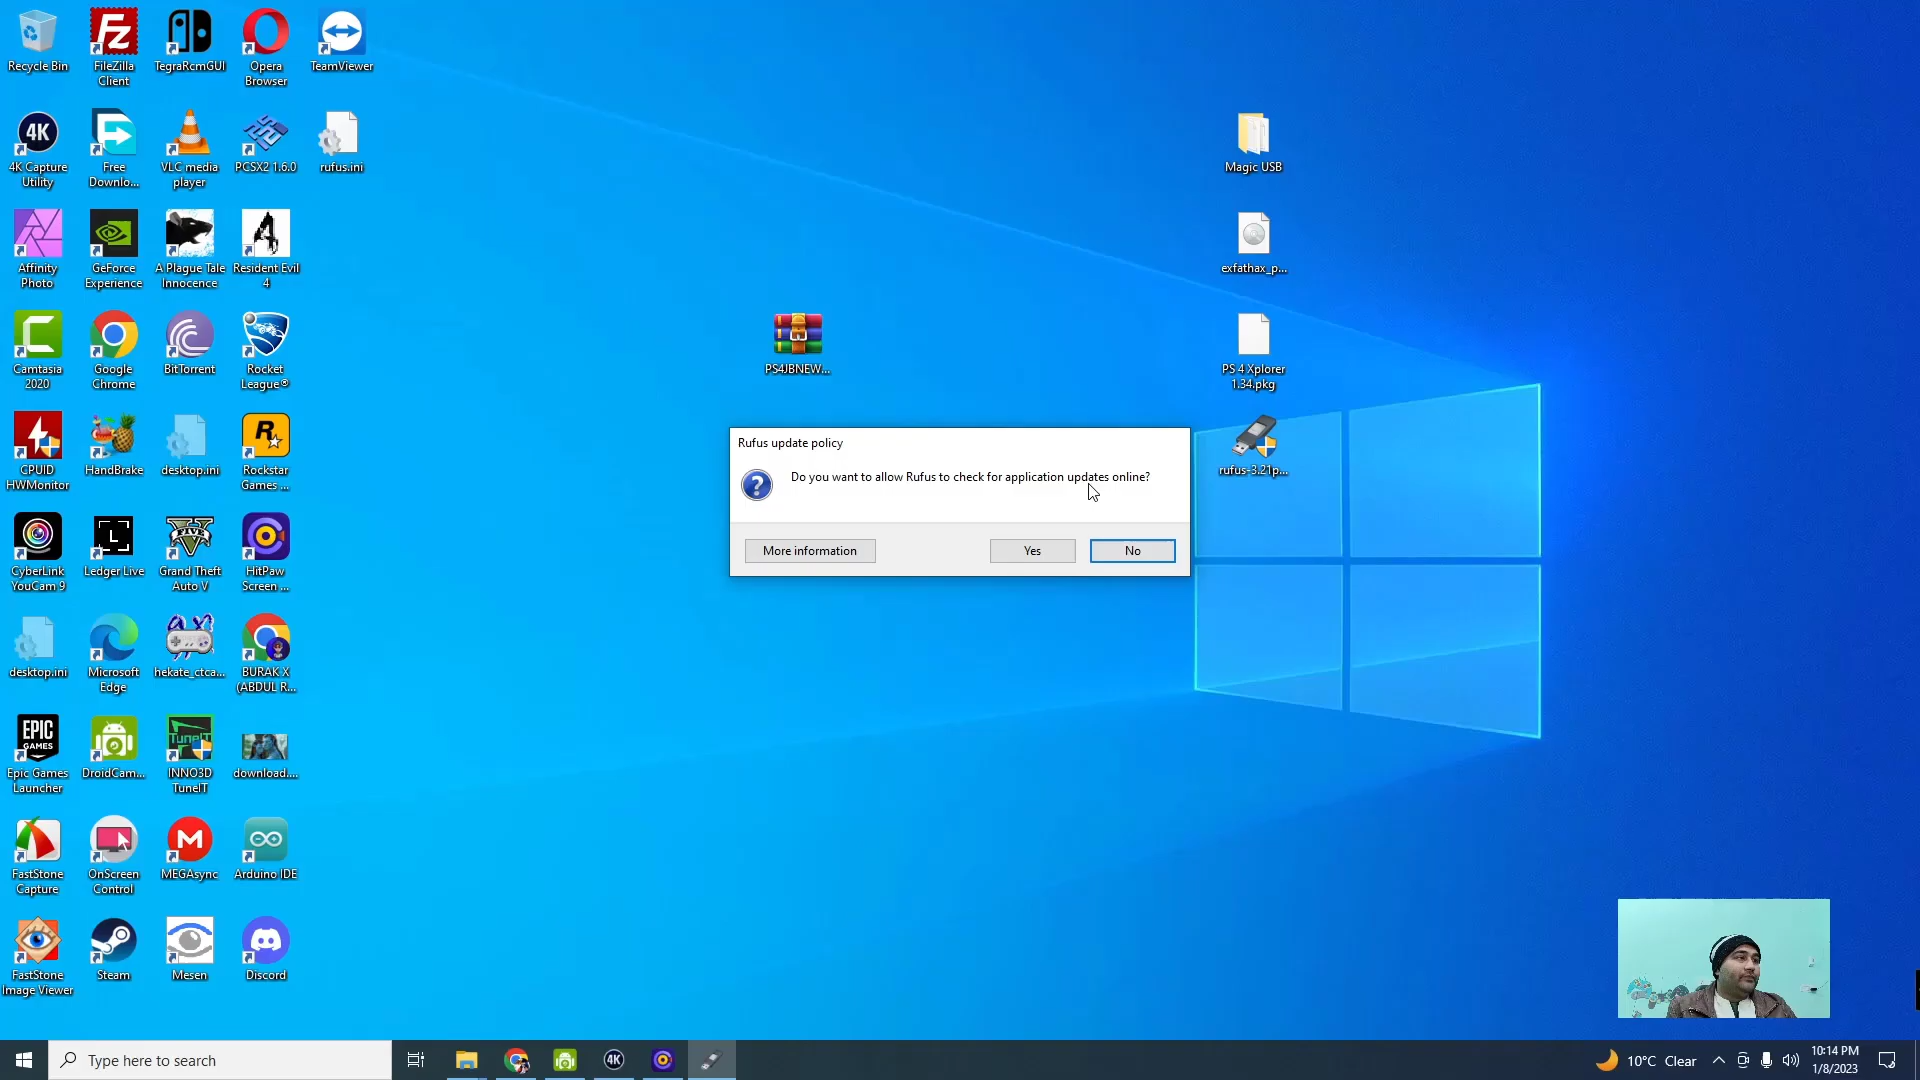 Recycle Bin
FileZilla
Client
TegraRcmGUI
Opera
Browser
TeamViewer
4K Capture
Utility
Free
Downlo...
VLC media
player
PCSX2 1.6.0
rufus.ini
Affinity
Photo
GeForce
Experience
A Plague Tale
Innocence
Resident Evil
4
Camtasia
2020
Google
Chrome
BitTorrent
Rocket
League®
CPUID
HWMonitor
HandBrake
desktop.ini
Rockstar
Games ...
CyberLink
YouCam 9
Ledger Live
Grand Theft
Auto V
HitPaw
Screen ...
desktop.ini
Microsoft
Edge
hekate_ctca...
BURAK X
(ABDUL R...
Epic Games
Launcher
DroidCam...
INNO3D
TuneIT
download....
FastStone
Capture
OnScreen
Control
MEGAsync
Arduino IDE
FastStone
Image Viewer
Steam
Mesen
Discord
PS4JBNEW...
Magic USB
exfathax_p...
PS 4 Xplorer
1.34.pkg
rufus-3.21p...
Rufus update policy
Do you want to allow Rufus to check for application updates online?
More information
Yes
No
Type here to search
4K
10°C Clear
10:14 PM
1/8/2023